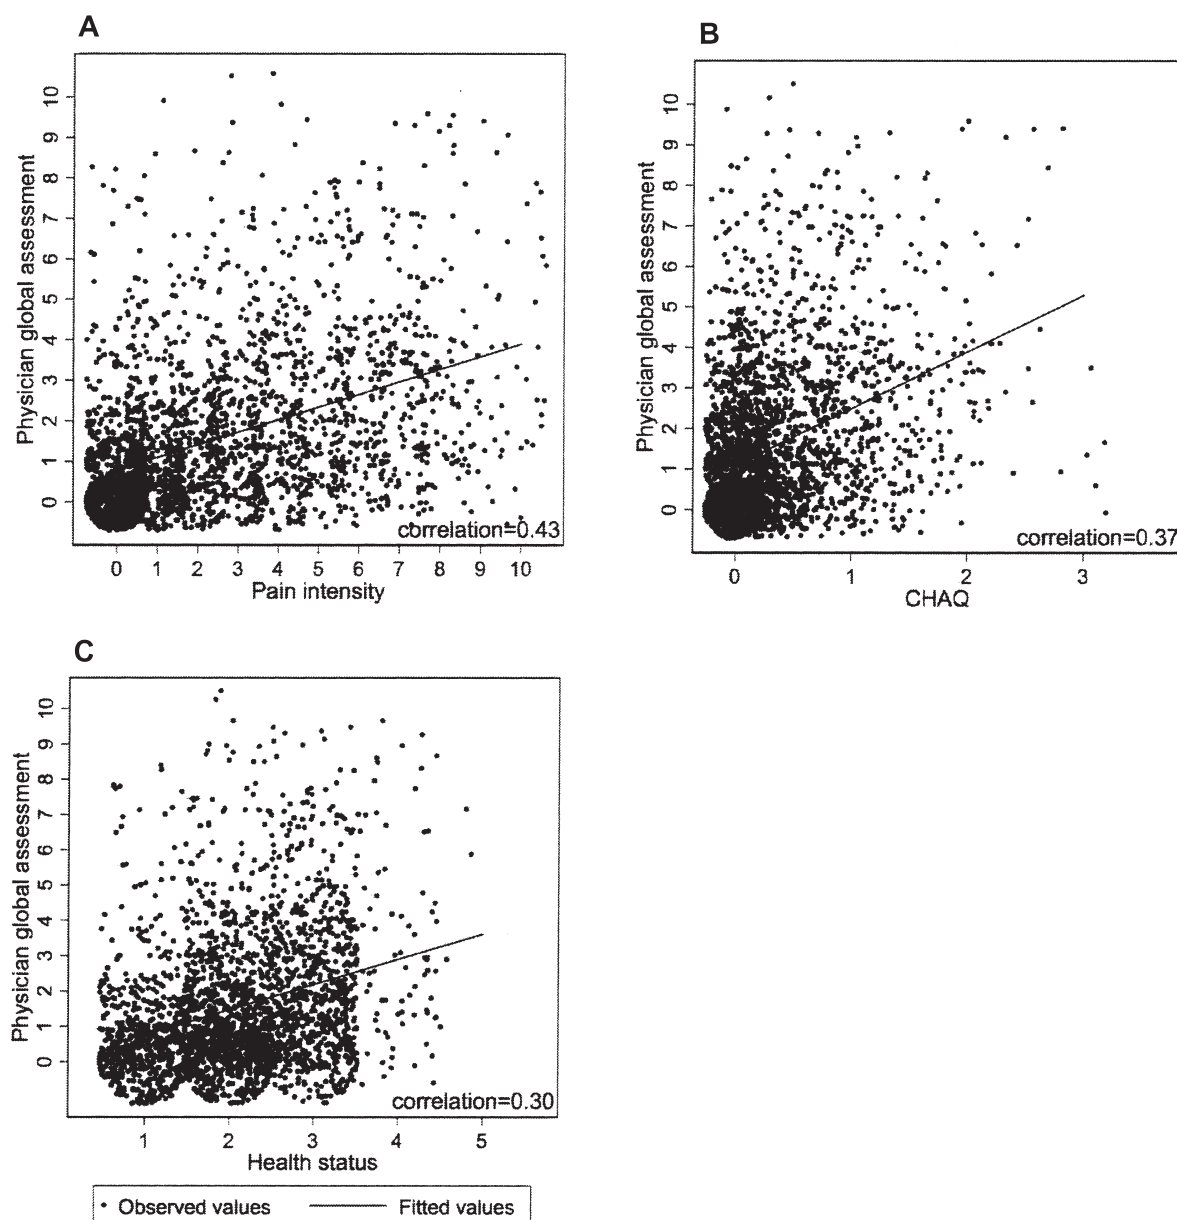 A
Physician global assessment
10
9
8
7
6
5
4
3
2
1
0
correlation=0.43
0 1 2 3 4 5 6 7 8 9 10
Pain intensity
B
Physician global assessment
10
9
8
7
6
5
4
3
2
1
0
correlation=0.37
0 1 2 3
CHAQ
C
Physician global assessment
10
9
8
7
6
5
4
3
2
1
0
correlation=0.30
1 2 3 4 5
Health status
Observed values Fitted values